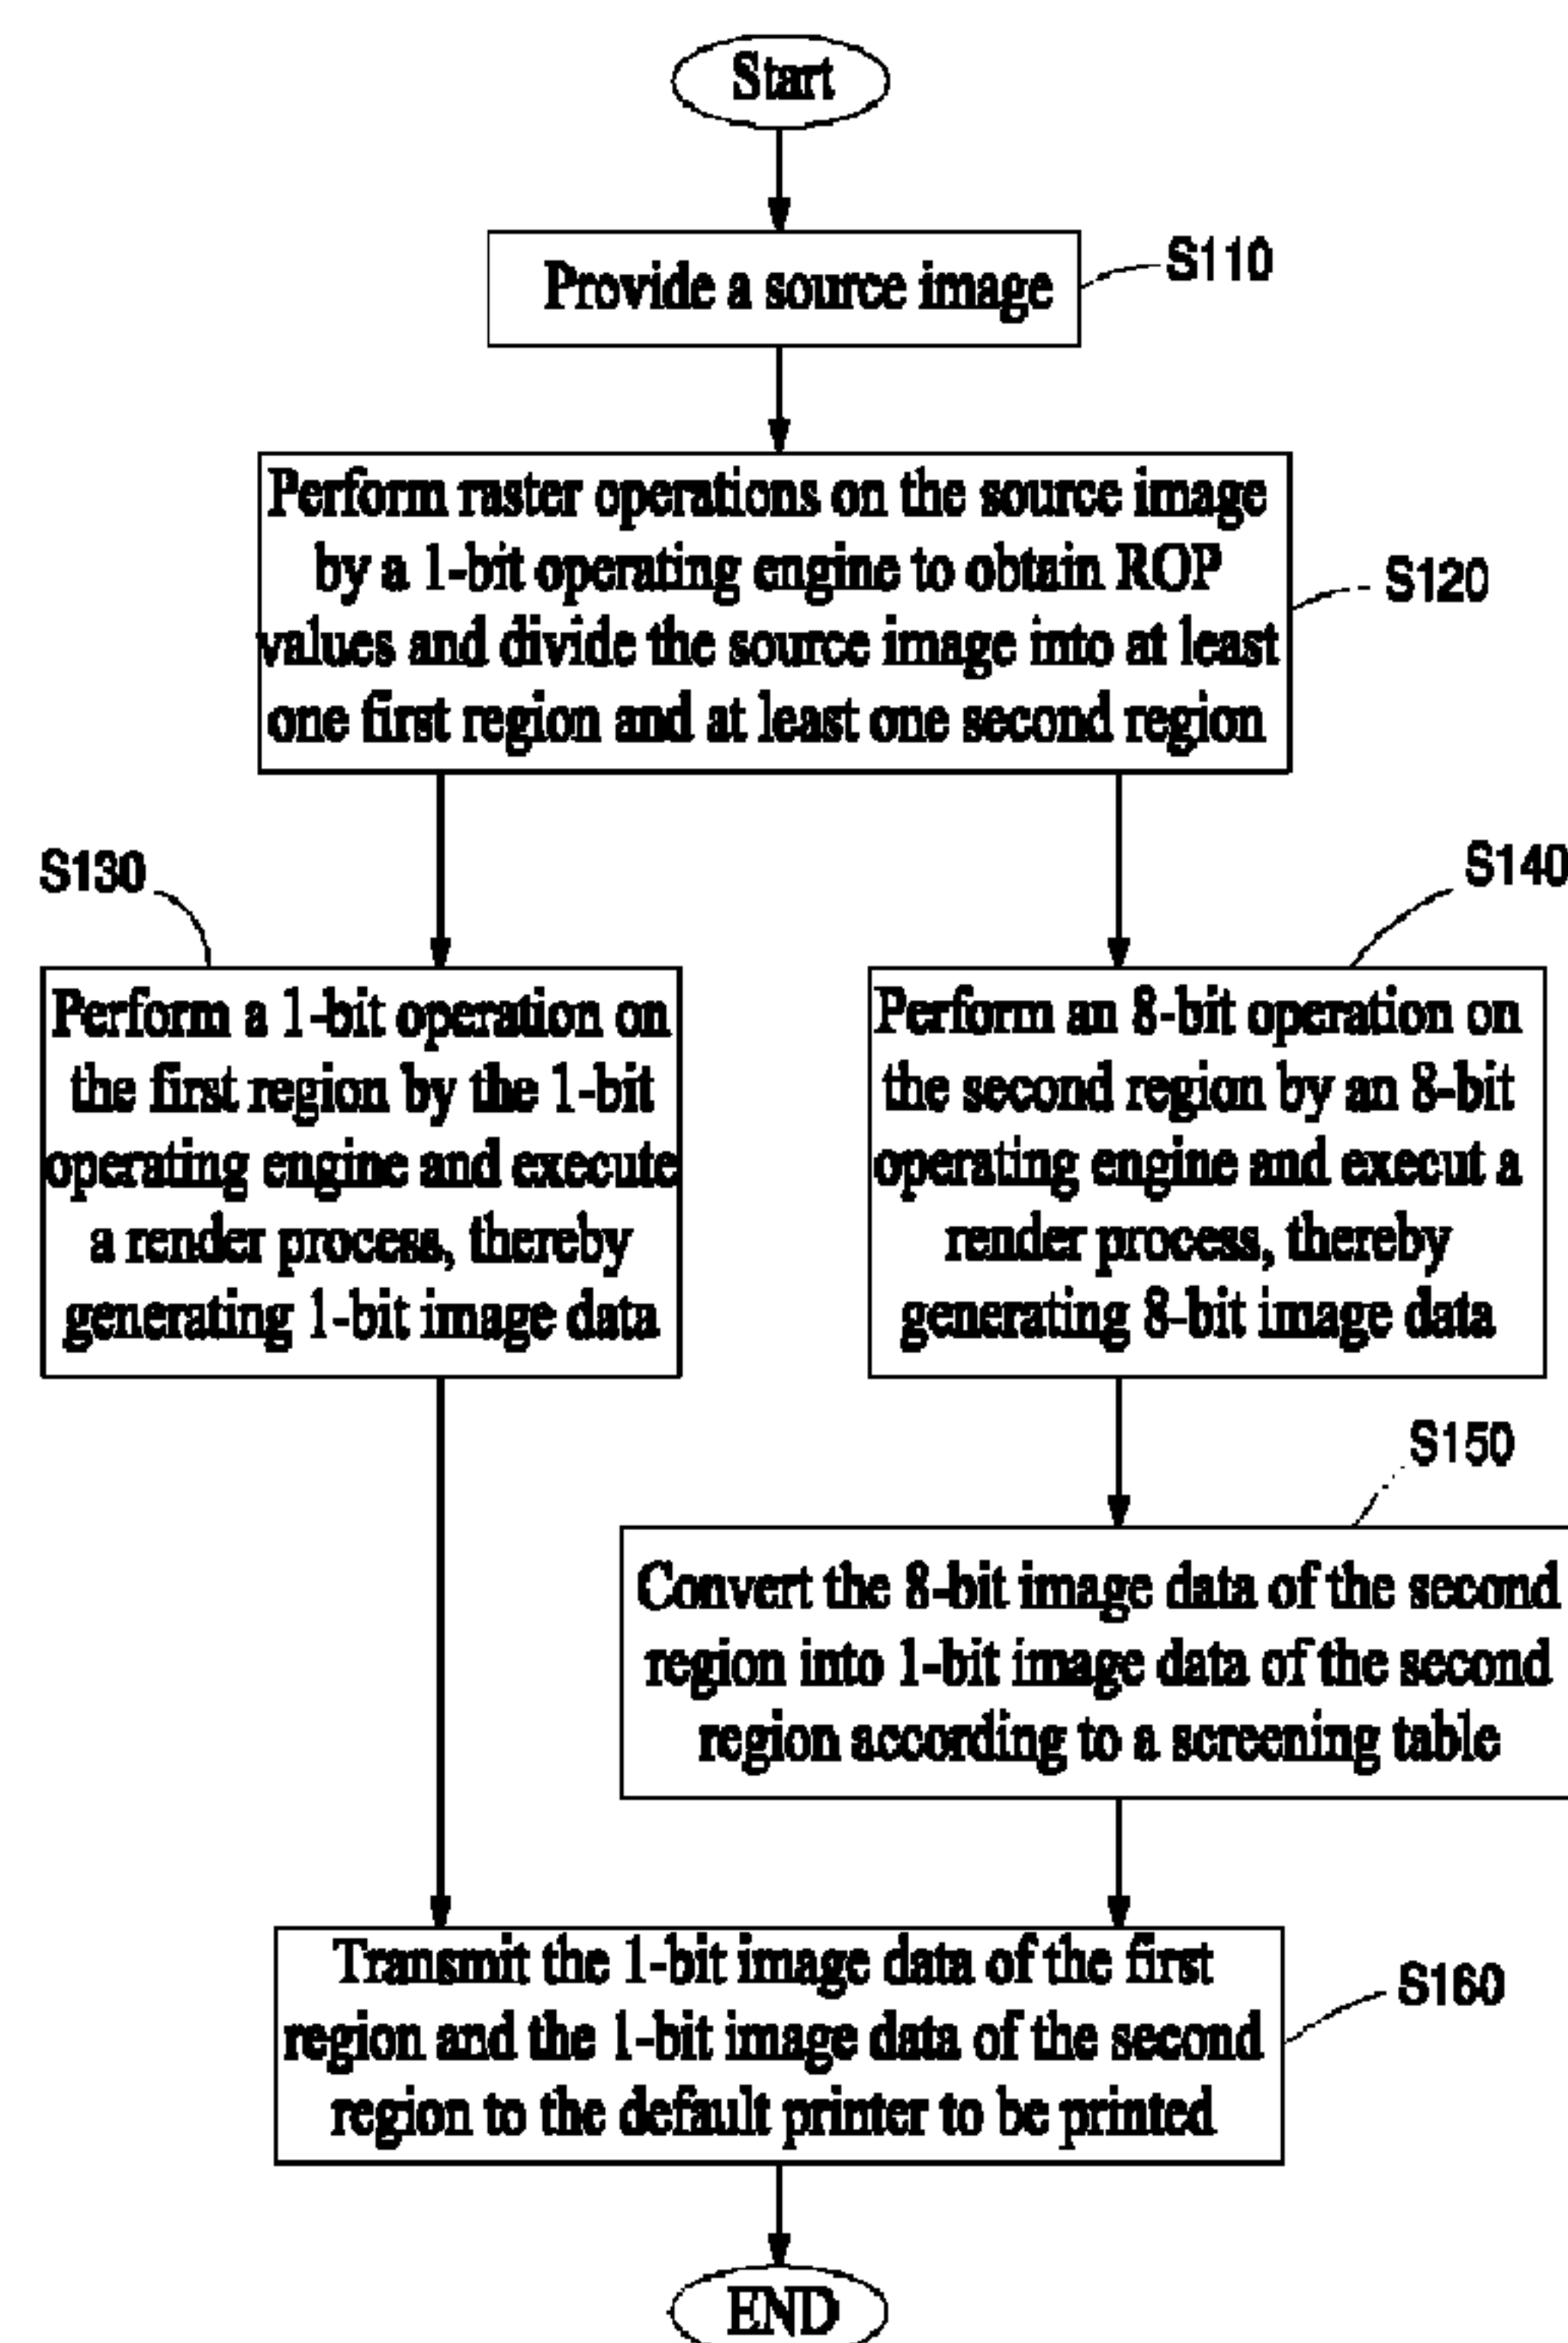 Start
Provide a source image
S110
Perform raster operations on the source image
by a 1-bit operating engine to obtain ROP
values and divide the source image into at least
one first region and at least one second region
S120
S130
Perform a 1-bit operation on
the first region by the 1-bit
operating engine and execute
a render process, thereby
generating 1-bit image data
S140
Perform an 8-bit operation on
the second region by an 8-bit
operating engine and execut a
render process, thereby
generating 8-bit image data
S150
Convert the 8-bit image data of the second
region into 1-bit image data of the second
region according to a screening table
Transmit the 1-bit image data of the first
region and the 1-bit image data of the second
region to the default printer to be printed
S160
END